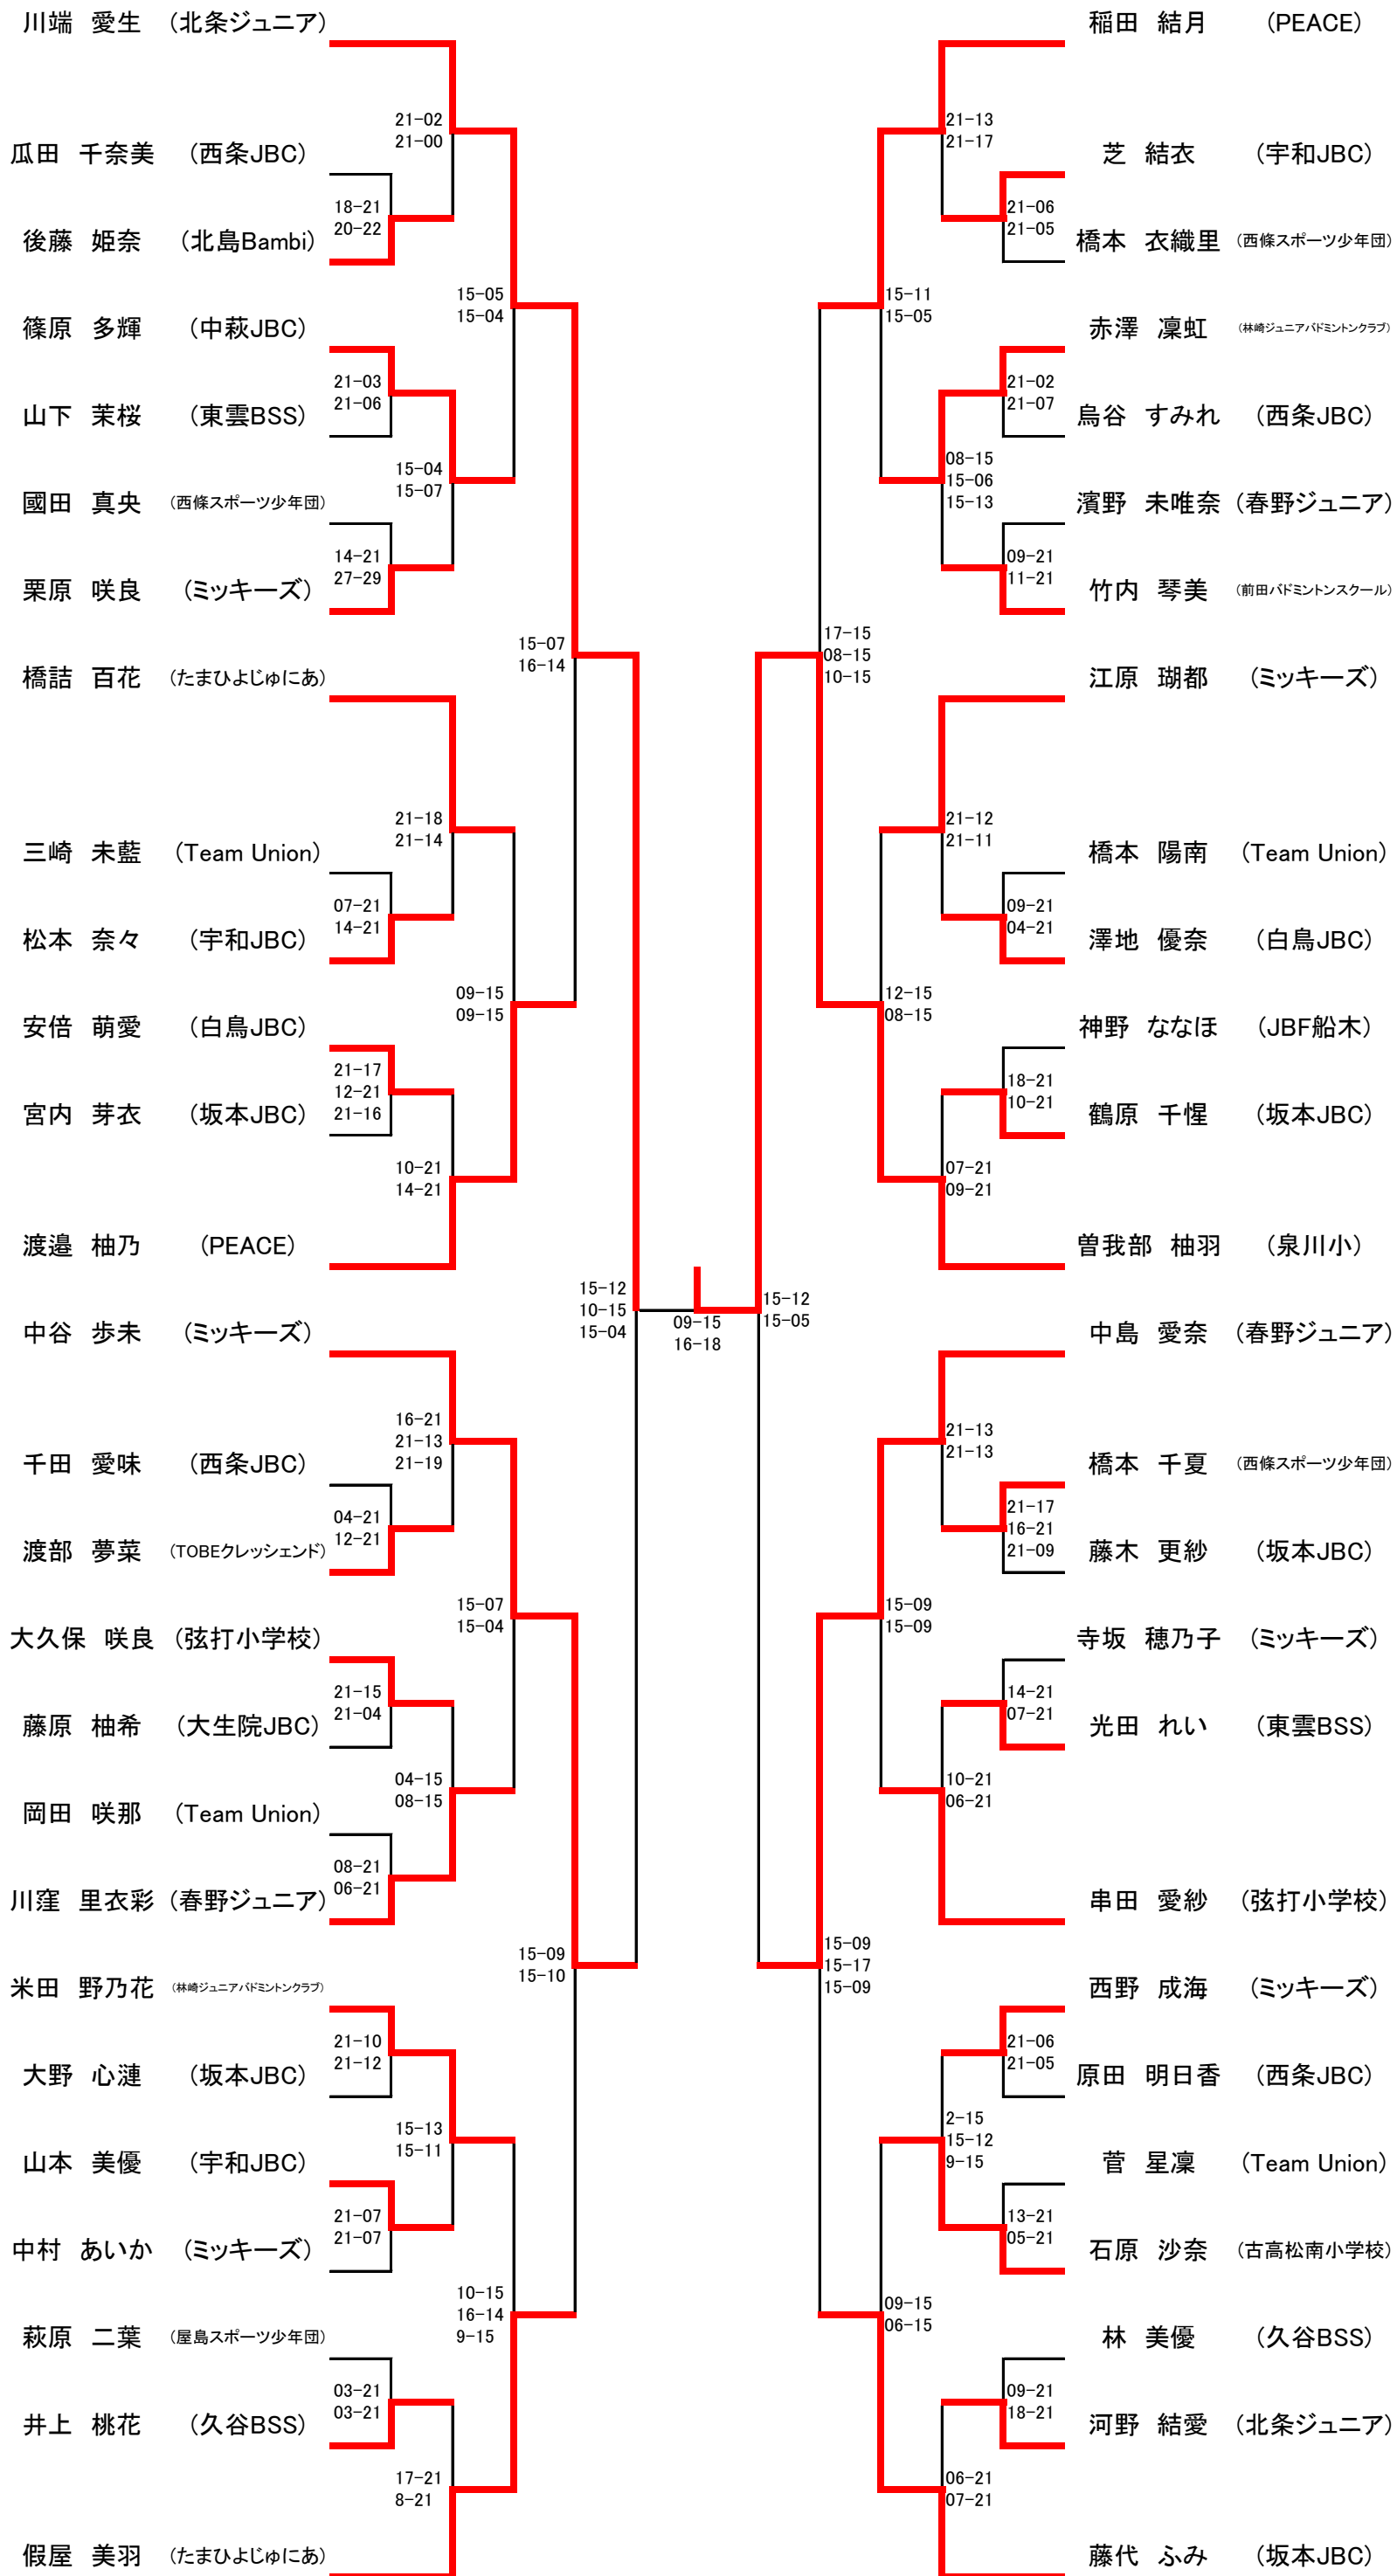 川端 愛生 (北条ジュニア)
21-02
21-00
瓜田 千奈美 (西条JBC)
18-21
20-22
後藤 姫奈 (北島Bambi)
15-05
15-04
篠原 多輝 (中萩JBC)
21-03
21-06
山下 茉桜 (東雲BSS)
15-04
15-07
國田 真央 (西條スポーツ少年団)
14-21
27-29
栗原 咲良 (ミッキーズ)
15-07
16-14
橋詰 百花 (たまひよじゅにあ)
21-18
21-14
三崎 未藍 (Team Union)
07-21
14-21
松本 奈々 (宇和JBC)
09-15
09-15
安倍 萌愛 (白鳥JBC)
21-17
12-21
21-16
宮内 芽衣 (坂本JBC)
10-21
14-21
渡邉 柚乃 (PEACE)
15-12
10-15
15-04
中谷 歩未 (ミッキーズ)
16-21
21-13
21-19
千田 愛味 (西条JBC)
04-21
12-21
渡部 夢菜 (TOBEクレッシェンド)
15-07
15-04
大久保 咲良 (弦打小学校)
21-15
21-04
藤原 柚希 (大生院JBC)
04-15
08-15
岡田 咲那 (Team Union)
08-21
06-21
川窪 里衣彩 (春野ジュニア)
15-09
15-10
米田 野乃花 (林崎ジュニアバドミントンクラブ)
21-10
21-12
大野 心漣 (坂本JBC)
15-13
15-11
山本 美優 (宇和JBC)
21-07
21-07
中村 あいか (ミッキーズ)
10-15
16-14
9-15
萩原 二葉 (屋島スポーツ少年団)
03-21
03-21
井上 桃花 (久谷BSS)
17-21
8-21
假屋 美羽 (たまひよじゅにあ)
09-15
16-18
稲田 結月 (PEACE)
21-13
21-17
芝 結衣 (宇和JBC)
21-06
21-05
橋本 衣織里 (西條スポーツ少年団)
15-11
15-05
赤澤 凜虹 (林崎ジュニアバドミントンクラブ)
21-02
21-07
鳥谷 すみれ (西条JBC)
08-15
15-06
15-13
濱野 未唯奈 (春野ジュニア)
09-21
11-21
竹内 琴美 (前田バドミントンスクール)
17-15
08-15
10-15
江原 瑚都 (ミッキーズ)
21-12
21-11
橋本 陽南 (Team Union)
09-21
04-21
澤地 優奈 (白鳥JBC)
12-15
08-15
神野 ななほ (JBF船木)
18-21
10-21
鶴原 千惺 (坂本JBC)
07-21
09-21
曽我部 柚羽 (泉川小)
15-12
15-05
中島 愛奈 (春野ジュニア)
21-13
21-13
橋本 千夏 (西條スポーツ少年団)
21-17
16-21
21-09
藤木 更紗 (坂本JBC)
15-09
15-09
寺坂 穂乃子 (ミッキーズ)
14-21
07-21
光田 れい (東雲BSS)
10-21
06-21
串田 愛紗 (弦打小学校)
15-09
15-17
15-09
西野 成海 (ミッキーズ)
21-06
21-05
原田 明日香 (西条JBC)
2-15
15-12
9-15
菅 星凜 (Team Union)
13-21
05-21
石原 沙奈 (古高松南小学校)
09-15
06-15
林 美優 (久谷BSS)
09-21
18-21
河野 結愛 (北条ジュニア)
06-21
07-21
藤代 ふみ (坂本JBC)